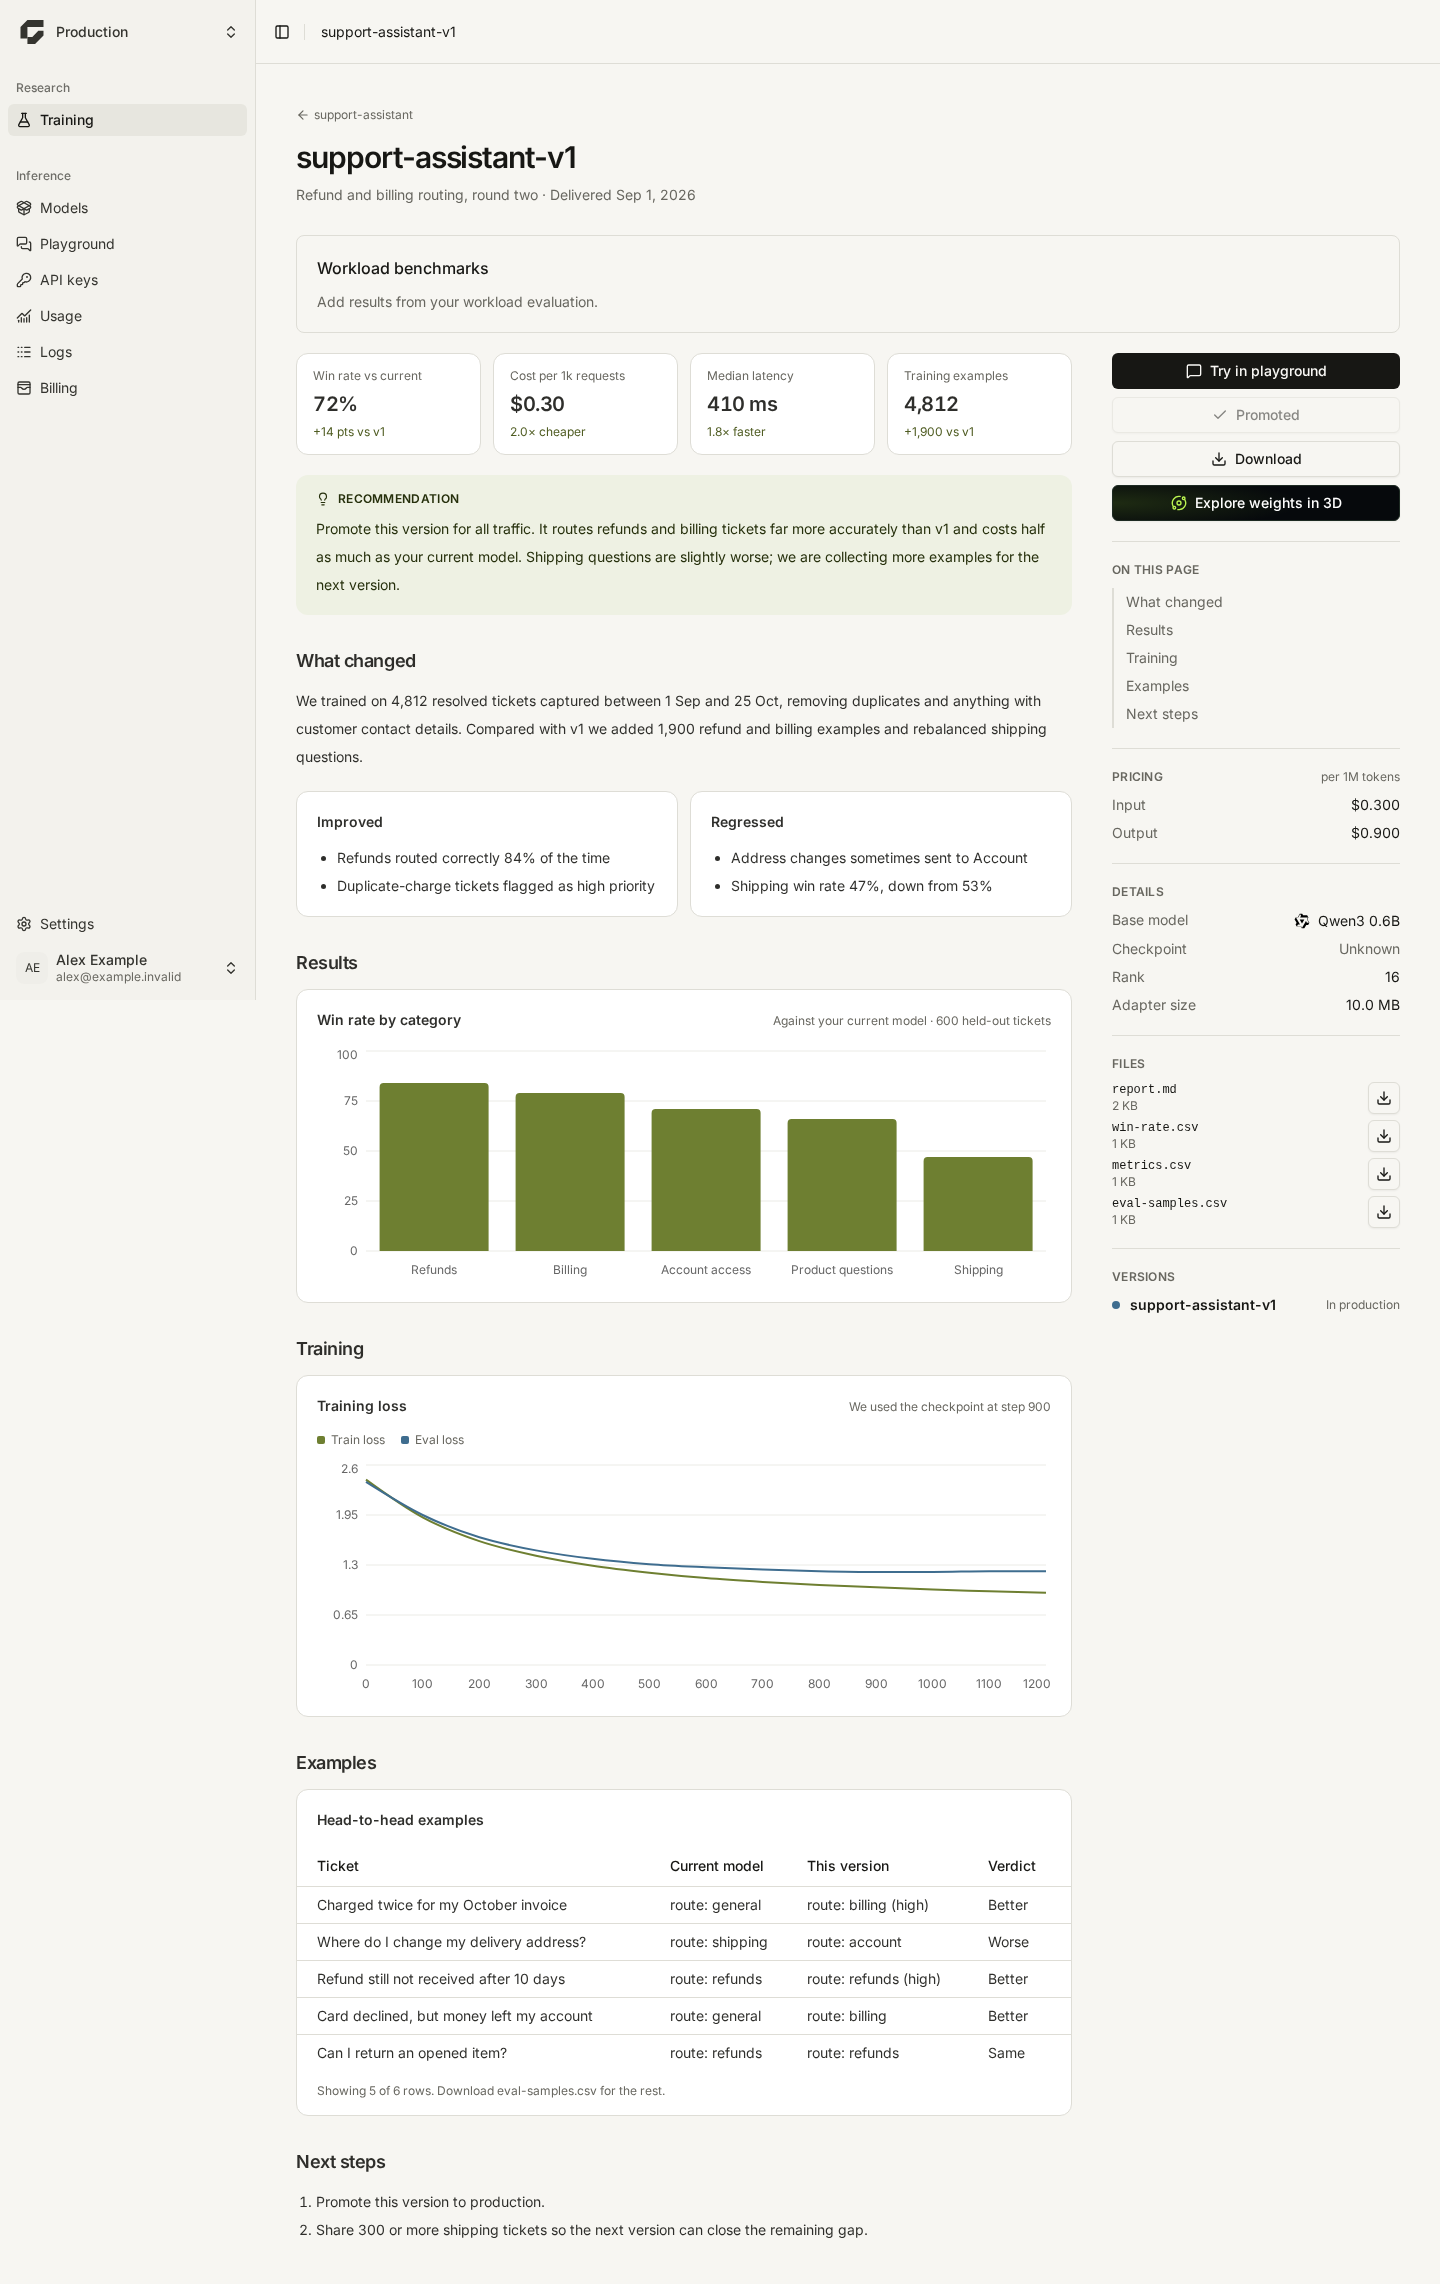 Production
Research
Training
Inference
Models
Playground
API keys
Usage
Logs
Billing
Settings
AE
Alex Example
alex@example.invalid
support-assistant-v1
support-assistant
support-assistant-v1
Refund and billing routing, round two · Delivered Sep 1, 2026
Workload benchmarks
Add results from your workload evaluation.
Win rate vs current
72%
+14 pts vs v1
Cost per 1k requests
$0.30
2.0× cheaper
Median latency
410 ms
1.8× faster
Training examples
4,812
+1,900 vs v1
RECOMMENDATION
Promote this version for all traffic. It routes refunds and billing tickets far more accurately than v1 and costs half
as much as your current model. Shipping questions are slightly worse; we are collecting more examples for the
next version.
What changed
We trained on 4,812 resolved tickets captured between 1 Sep and 25 Oct, removing duplicates and anything with
customer contact details. Compared with v1 we added 1,900 refund and billing examples and rebalanced shipping
questions.
Improved
• Refunds routed correctly 84% of the time
• Duplicate-charge tickets flagged as high priority
Regressed
• Address changes sometimes sent to Account
• Shipping win rate 47%, down from 53%
Results
Win rate by category
Against your current model · 600 held-out tickets
100
75
50
25
0
Refunds
Billing
Account access
Product questions
Shipping
Training
Training loss
We used the checkpoint at step 900
Train loss
Eval loss
2.6
1.95
1.3
0.65
0
0 100 200 300 400 500 600 700 800 900 1000 1100 1200
Examples
Head-to-head examples
Ticket Current model This version Verdict
Charged twice for my October invoice route: general route: billing (high) Better
Where do I change my delivery address? route: shipping route: account Worse
Refund still not received after 10 days route: refunds route: refunds (high) Better
Card declined, but money left my account route: general route: billing Better
Can I return an opened item? route: refunds route: refunds Same
Showing 5 of 6 rows. Download eval-samples.csv for the rest.
Next steps
1. Promote this version to production.
2. Share 300 or more shipping tickets so the next version can close the remaining gap.
Try in playground
Promoted
Download
Explore weights in 3D
ON THIS PAGE
What changed
Results
Training
Examples
Next steps
PRICING per 1M tokens
Input $0.300
Output $0.900
DETAILS
Base model Qwen3 0.6B
Checkpoint Unknown
Rank 16
Adapter size 10.0 MB
FILES
report.md
2 KB
win-rate.csv
1 KB
metrics.csv
1 KB
eval-samples.csv
1 KB
VERSIONS
support-assistant-v1 In production